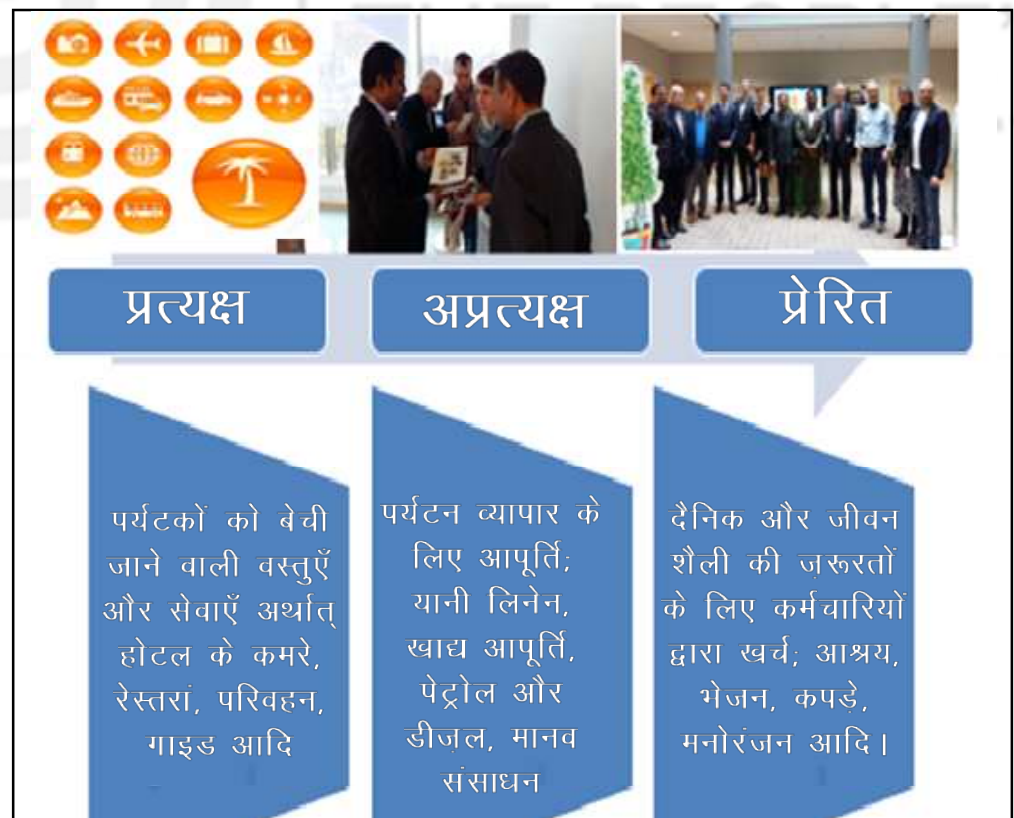 प्रत्यक्ष
अप्रत्यक्ष
प्रेरित
पर्यटकों को बेची
जाने वाली वस्तुएँ
और सेवाएँ अर्थात्
होटल के कमरे,
रेस्तरां, परिवहन,
गाइड आदि
पर्यटन व्यापार के
लिए आपूर्ति;
यानी लिनेन,
खाद्य आपूर्ति,
पेट्रोल और
डीज़ल, मानव
संसाधन
दैनिक और जीवन
शैली की ज़रूरतों
के लिए कर्मचारियों
द्वारा खर्च; आश्रय,
भेजन, कपड़े,
मनोरंजन आदि।